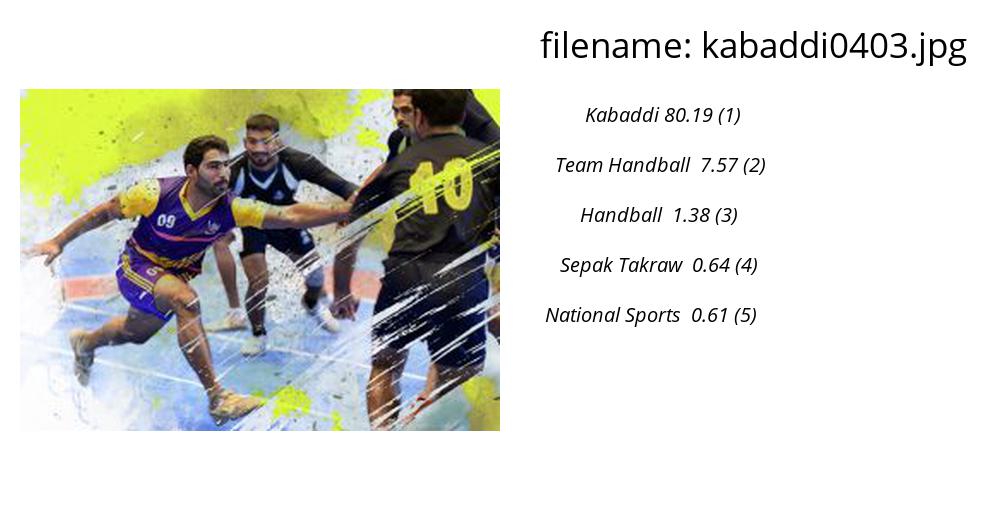 filename: kabaddi0403.jpg
Kabaddi 80.19 (1)
Team Handball 7.57 (2)
Handball 1.38 (3)
Sepak Takraw 0.64 (4)
National Sports 0.61 (5)
09
10